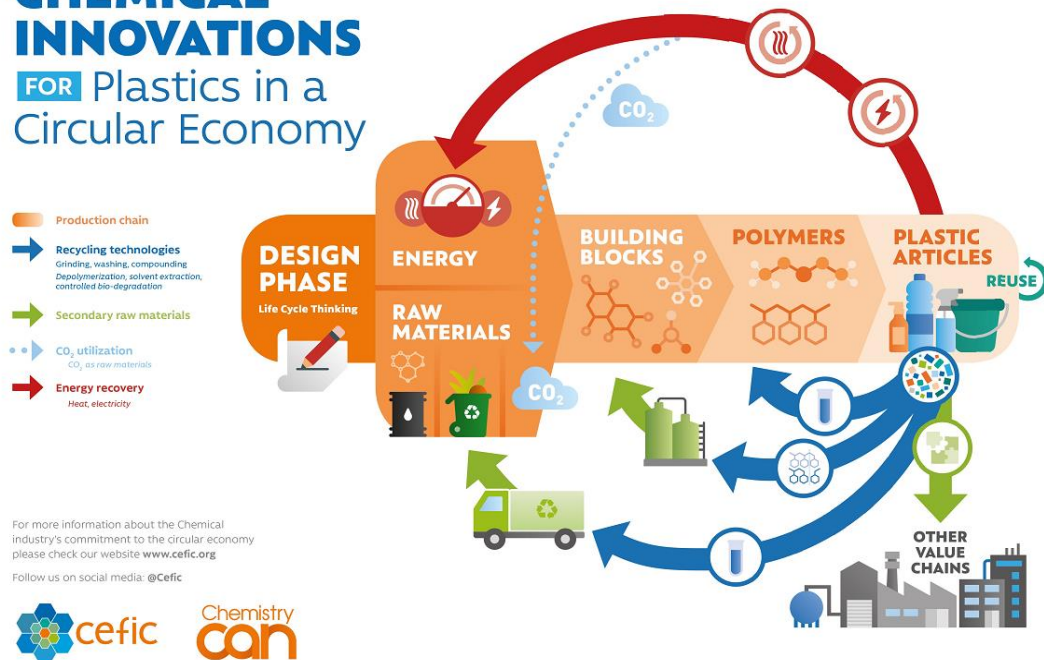 CHEMICAL
INNOVATIONS
FOR Plastics in a
Circular Economy
Production chain
Recycling technologies
Grinding, washing, compounding
Depolymerization, solvent extraction,
controlled bio-degradation
Secondary raw materials
CO₂ utilization
CO₂ as raw materials
Energy recovery
Heat, electricity
CO₂
DESIGN
PHASE
Life Cycle Thinking
ENERGY
RAW
MATERIALS
CO₂
BUILDING
BLOCKS
POLYMERS
PLASTIC
ARTICLES
REUSE
OTHER
VALUE
CHAINS
For more information about the Chemical
industry's commitment to the circular economy
please check our website www.cefic.org
Follow us on social media: @Cefic
cefic
Chemistry
can